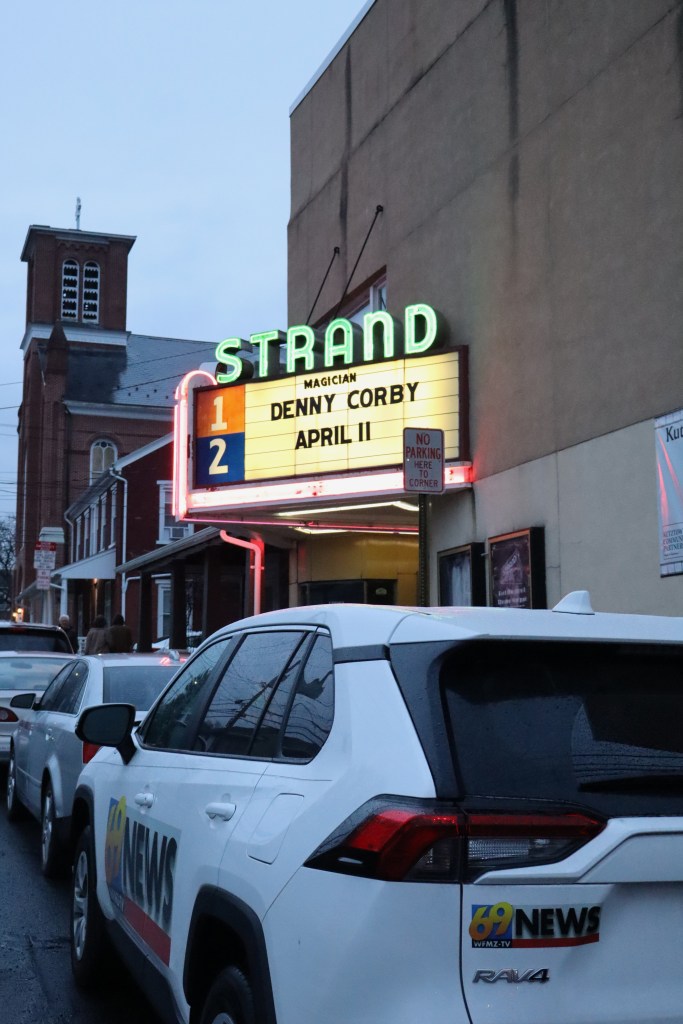 STRAND
MAGICIAN
DENNY CORBY
APRIL 11
1
2
NO
PARKING
HERE
TO
CORNER
69 NEWS
69 NEWS
WFMZ-TV
RAV4